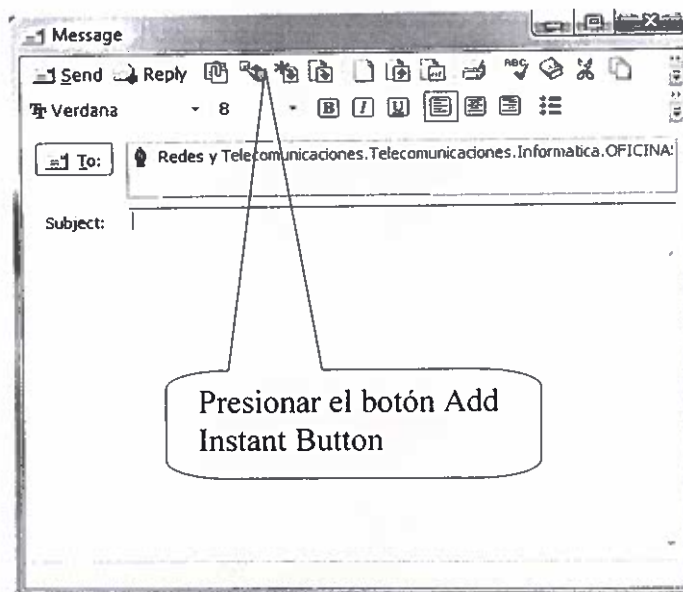 Message
Send Reply
Verdana 8 B I U
To: Redes y Telecomunicaciones.Telecomunicaciones.Informatica.OFICINA:
Subject:
Presionar el botón Add
Instant Button